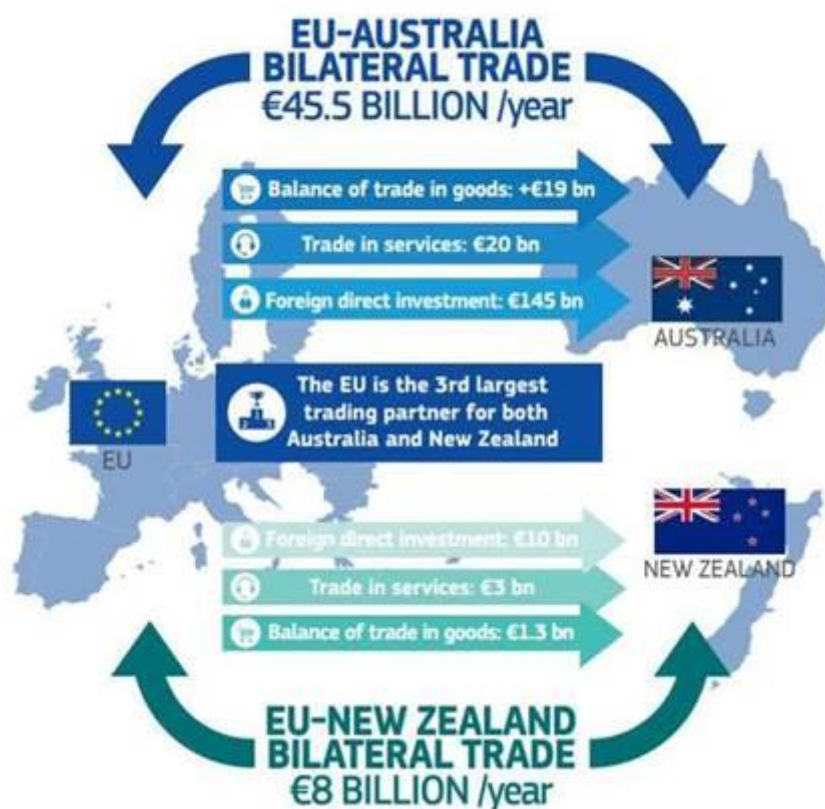 EU-AUSTRALIA
BILATERAL TRADE
€45.5 BILLION /year
Balance of trade in goods: +€19 bn
Trade in services: €20 bn
Foreign direct investment: €145 bn
AUSTRALIA
The EU is the 3rd largest
trading partner for both
Australia and New Zealand
EU
Foreign direct investment: €10 bn
NEW ZEALAND
Trade in services: €3 bn
Balance of trade in goods: €1.3 bn
EU-NEW ZEALAND
BILATERAL TRADE
€8 BILLION /year